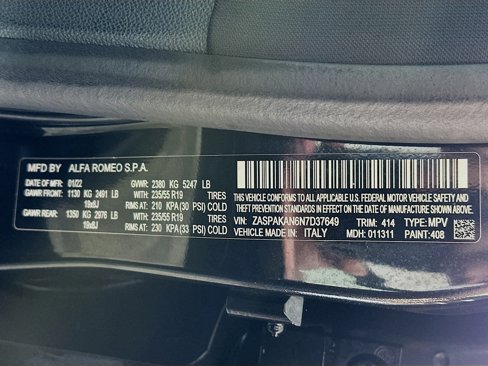 MFD BY ALFA ROMEO S.P.A.
DATE OF MFT: 01/22 GVWR: 2380 KG 5247 LB
GAWR FRONT: 1130 KG 2491 LB WITH: 235/55 R19 TIRES
19x8J RIMS AT: 210 KPA (30 PSI) COLD
GAWR REAR: 1350 KG 2976 LB WITH: 235/55 R19 TIRES
19x8J RIMS AT: 230 KPA (33 PSI) COLD
THIS VEHICLE CONFORMS TO ALL APPLICABLE U.S. FEDERAL MOTOR VEHICLE SAFETY AND
THEFT PREVENTION STANDARDS IN EFFECT ON THE DATE OF MANUFACTURE SHOWN ABOVE.
VIN: ZASPAKAN6N7D37649 TRIM: 414 TYPE: MPV
VEHICLE MADE IN: ITALY MDH: 011311 PAINT: 408